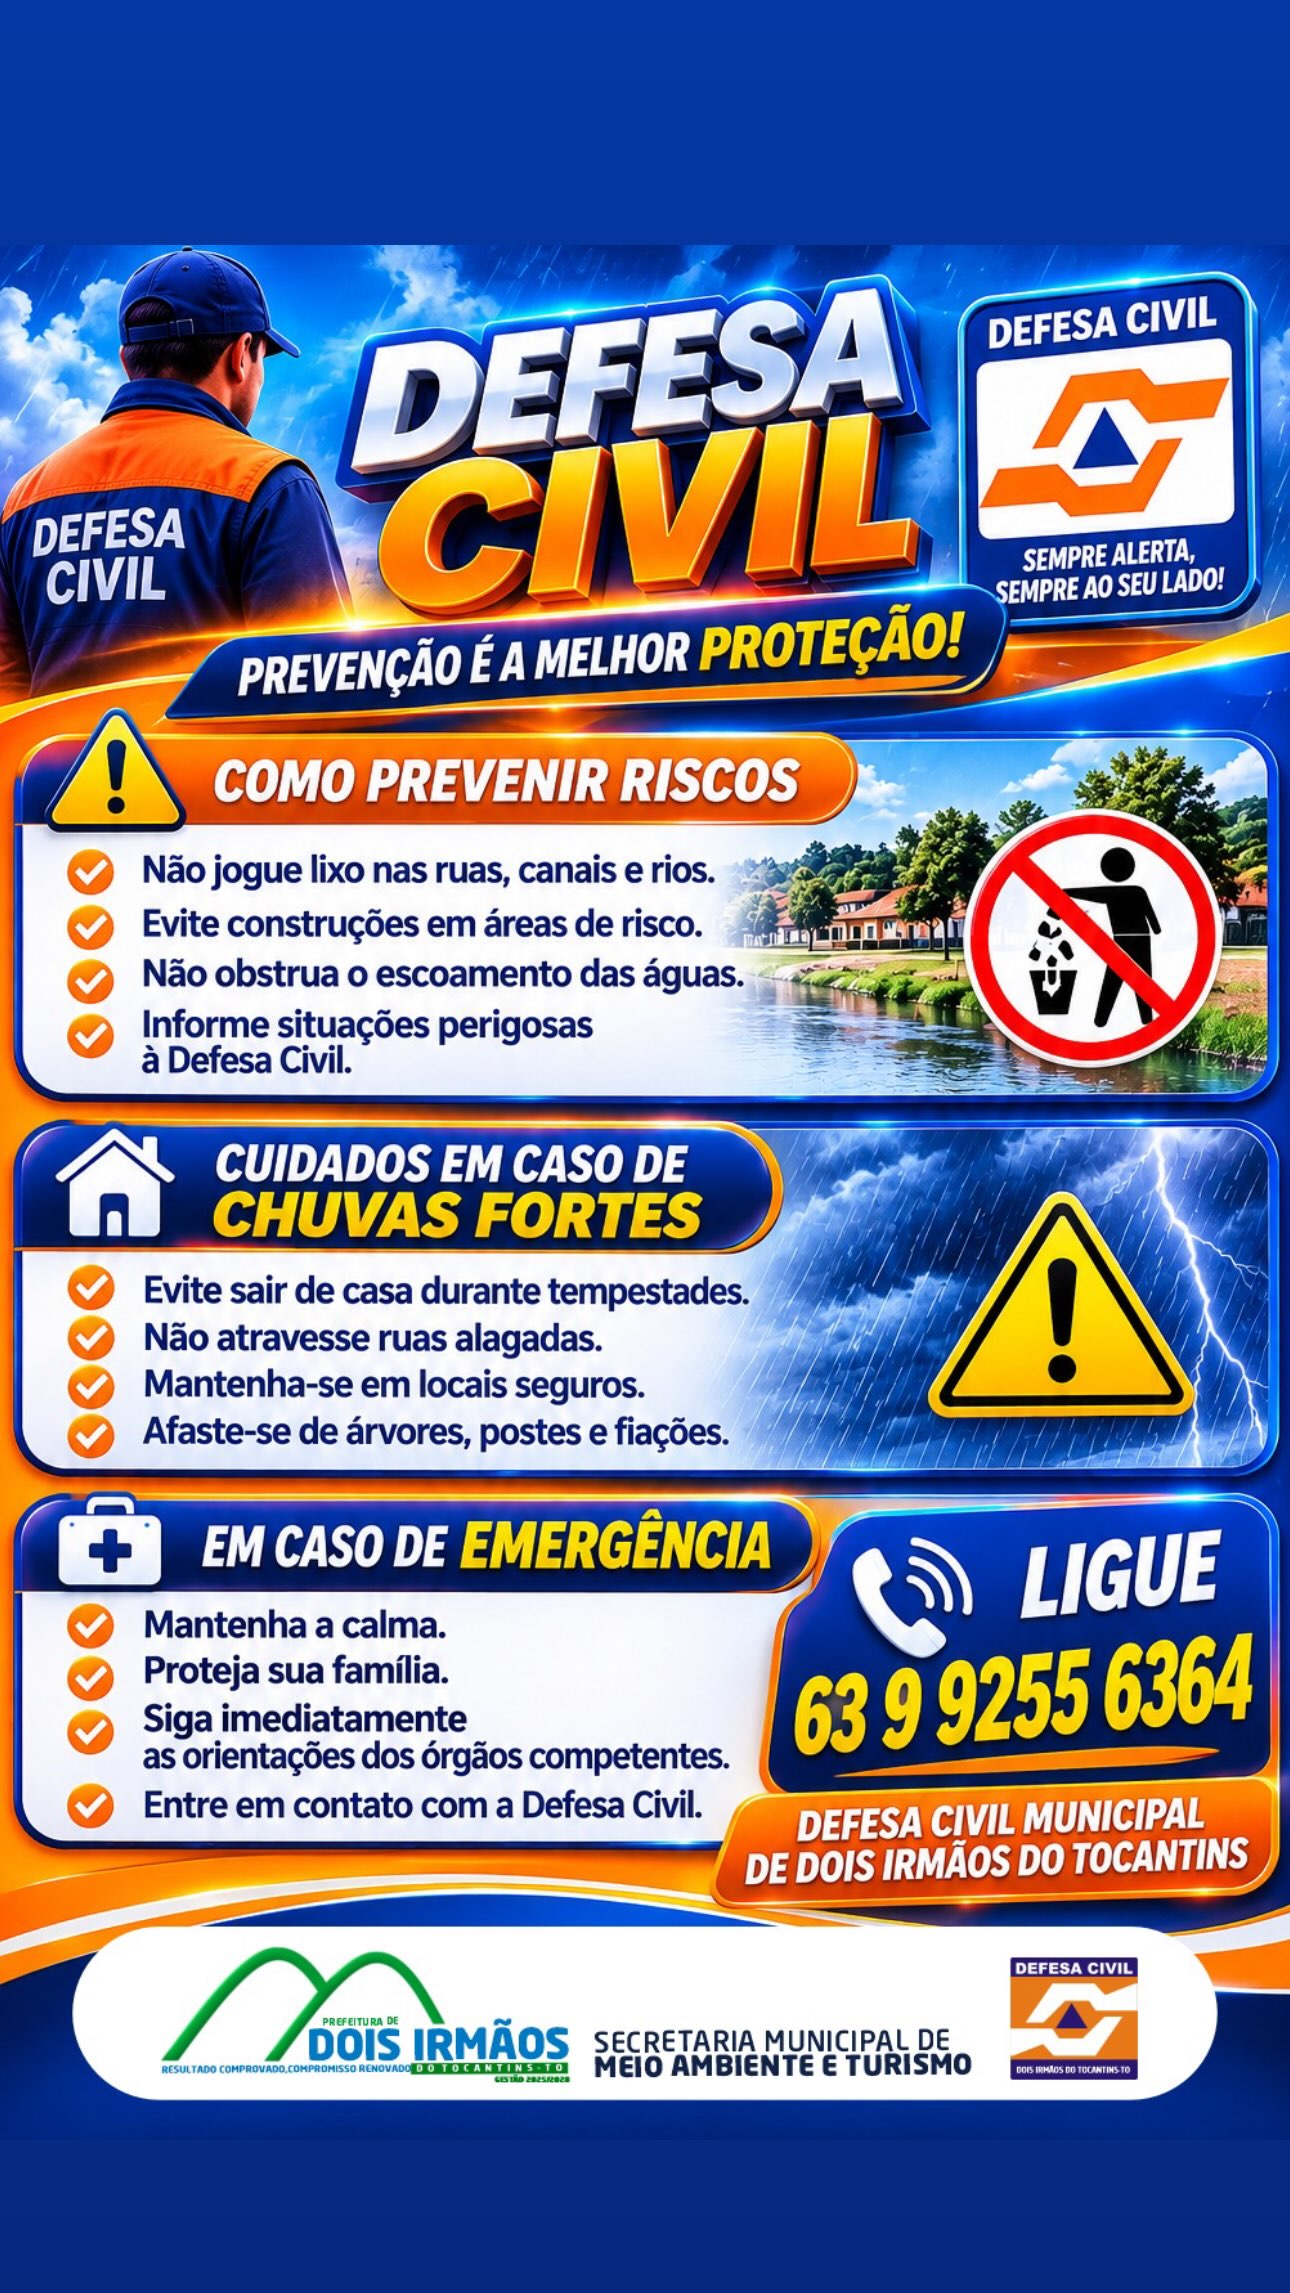 DEFESA
CIVIL
DEFESA CIVIL
SEMPRE ALERTA,
SEMPRE AO SEU LADO!
DEFESA
CIVIL
PREVENÇÃO É A MELHOR PROTEÇÃO!
COMO PREVENIR RISCOS
Não jogue lixo nas ruas, canais e rios.
Evite construções em áreas de risco.
Não obstrua o escoamento das águas.
Informe situações perigosas
à Defesa Civil.
CUIDADOS EM CASO DE
CHUVAS FORTES
Evite sair de casa durante tempestades.
Não atravesse ruas alagadas.
Mantenha-se em locais seguros.
Afaste-se de árvores, postes e fiações.
EM CASO DE EMERGÊNCIA
Mantenha a calma.
Proteja sua família.
Siga imediatamente
as orientações dos órgãos competentes.
Entre em contato com a Defesa Civil.
LIGUE
63 9 9255 6364
DEFESA CIVIL MUNICIPAL
DE DOIS IRMÃOS DO TOCANTINS
PREFEITURA DE
DOIS IRMÃOS
RESULTADO COMPROVADO,COMPROMISSO RENOVADO DO TOCANTINS-TO
GESTÃO 2025/2028
SECRETARIA MUNICIPAL DE
MEIO AMBIENTE E TURISMO
DEFESA CIVIL
DOIS IRMÃOS DO TOCANTINS-TO